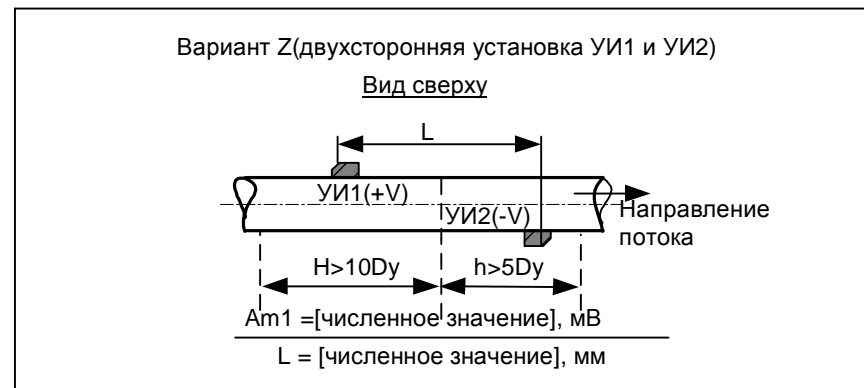 Вариант Z(двухсторонняя установка УИ1 и УИ2)
Вид сверху
L
УИ1(+V)
УИ2(-V)
Направление
потока
H>10Dy
h>5Dy
Am1 =[численное значение], мВ
L = [численное значение], мм